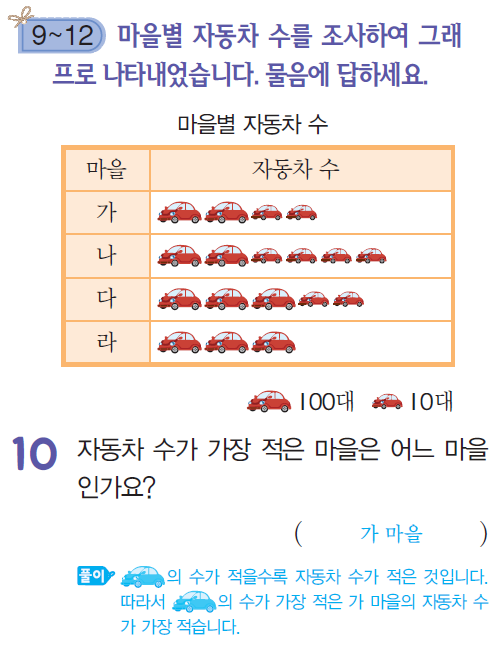 9~12 마을별 자동차 수를 조사하여 그래
프로 나타내었습니다. 물음에 답하세요.
마을별 자동차 수
마을 자동차 수
가
나
다
라
100대 10대
10 자동차 수가 가장 적은 마을은 어느 마을
인가요?
( 가 마을 )
풀이 의 수가 적을수록 자동차 수가 적은 것입니다.
따라서 의 수가 가장 적은 가 마을의 자동차 수
가 가장 적습니다.